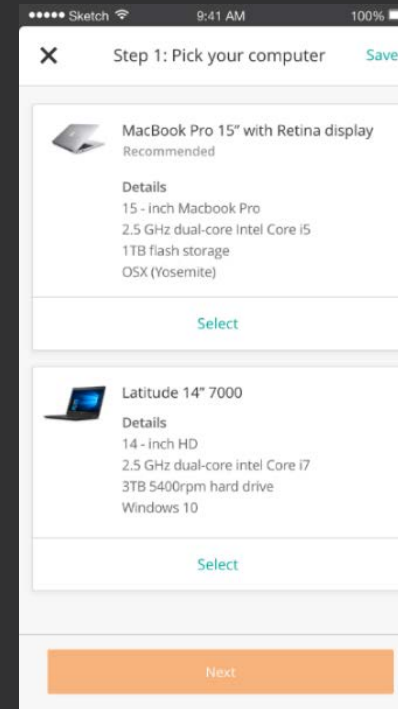 ●●●●● Sketch 9:41 AM 100%
Step 1: Pick your computer Save
MacBook Pro 15” with Retina display
Recommended
Details
15 - inch Macbook Pro
2.5 GHz dual-core Intel Core i5
1TB flash storage
OSX (Yosemite)
Select
Latitude 14” 7000
Details
14 - inch HD
2.5 GHz dual-core intel Core i7
3TB 5400rpm hard drive
Windows 10
Select
Next